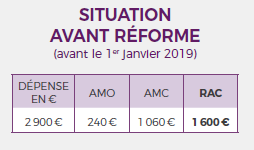 SITUATION
AVANT RÉFORME
(avant le 1er janvier 2019)
DÉPENSE EN € AMO AMC RAC
2 900 € 240 € 1 060 € 1 600 €